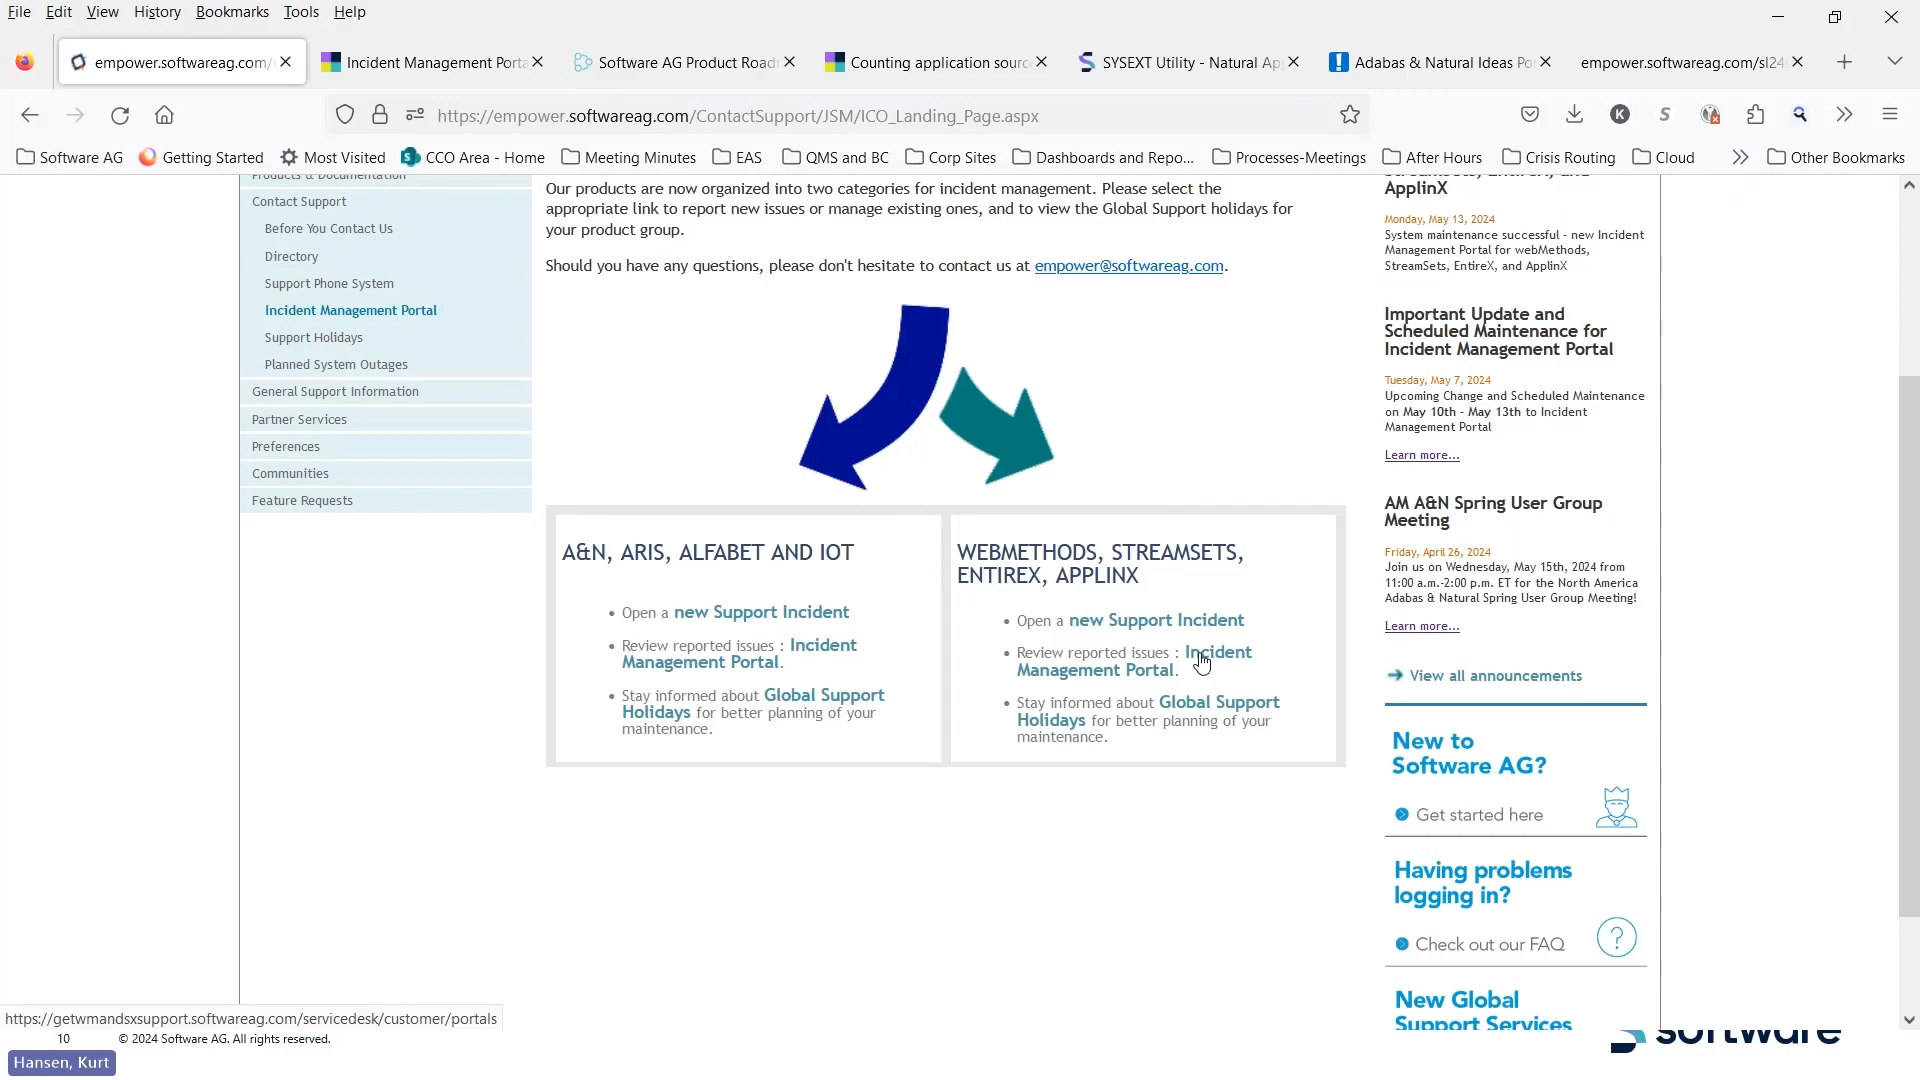 File Edit View History Bookmarks Tools Help
empower.softwareag.com/
Incident Management Porta
Software AG Product Road
Counting application sourc
SYSEXT Utility - Natural Ap
Adabas & Natural Ideas Po
empower.softwareag.com/sl24
https://empower.softwareag.com/ContactSupport/JSM/ICO_Landing_Page.aspx
K
S
Software AG
Getting Started
Most Visited
CCO Area - Home
Meeting Minutes
EAS
QMS and BC
Corp Sites
Dashboards and Repo...
Processes-Meetings
After Hours
Crisis Routing
Cloud
Other Bookmarks
Products & Documentation
Contact Support
Before You Contact Us
Directory
Support Phone System
Incident Management Portal
Support Holidays
Planned System Outages
General Support Information
Partner Services
Preferences
Communities
Feature Requests
Our products are now organized into two categories for incident management. Please select the
appropriate link to report new issues or manage existing ones, and to view the Global Support holidays for
your product group.
Should you have any questions, please don't hesitate to contact us at empower@softwareag.com.
A&N, ARIS, ALFABET AND IOT
• Open a new Support Incident
• Review reported issues : Incident
Management Portal.
• Stay informed about Global Support
Holidays for better planning of your
maintenance.
WEBMETHODS, STREAMSETS,
ENTIREX, APPLINX
• Open a new Support Incident
• Review reported issues : Incident
Management Portal.
• Stay informed about Global Support
Holidays for better planning of your
maintenance.
StreamSets, EntireX, and
ApplinX
Monday, May 13, 2024
System maintenance successful - new Incident
Management Portal for webMethods,
StreamSets, EntireX, and ApplinX
Important Update and
Scheduled Maintenance for
Incident Management Portal
Tuesday, May 7, 2024
Upcoming Change and Scheduled Maintenance
on May 10th - May 13th to Incident
Management Portal
Learn more...
AM A&N Spring User Group
Meeting
Friday, April 26, 2024
Join us on Wednesday, May 15th, 2024 from
11:00 a.m.-2:00 p.m. ET for the North America
Adabas & Natural Spring User Group Meeting!
Learn more...
View all announcements
New to
Software AG?
Get started here
Having problems
logging in?
Check out our FAQ
New Global
Support Services
https://getwmandsxsupport.softwareag.com/servicedesk/customer/portals
10 © 2024 Software AG. All rights reserved.
software
Hansen, Kurt